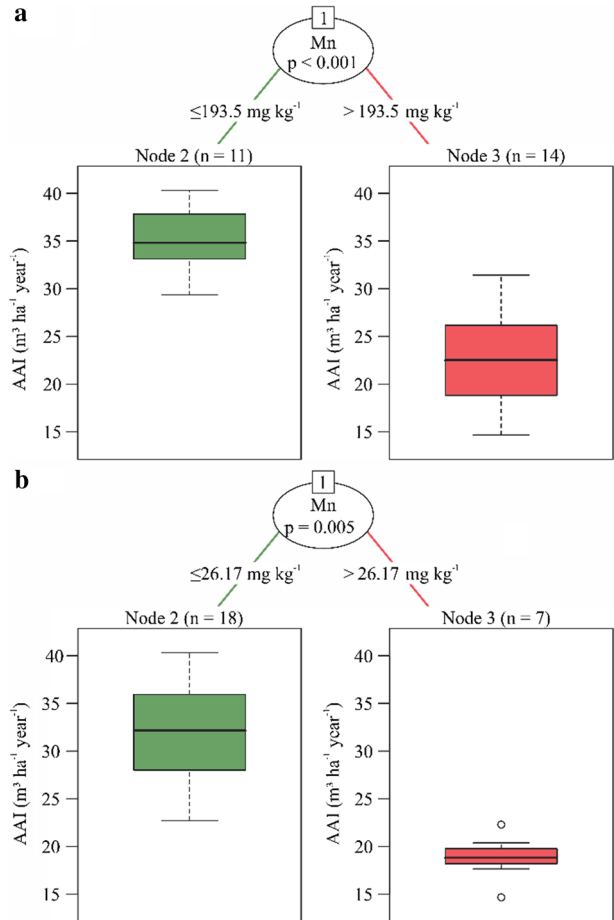 a
1
Mn
p < 0.001
≤193.5 mg kg⁻¹
> 193.5 mg kg⁻¹
Node 2 (n = 11)
Node 3 (n = 14)
AAI (m³ ha⁻¹ year⁻¹)
40
35
30
25
20
15
AAI (m³ ha⁻¹ year⁻¹)
40
35
30
25
20
15
b
1
Mn
p = 0.005
≤26.17 mg kg⁻¹
> 26.17 mg kg⁻¹
Node 2 (n = 18)
Node 3 (n = 7)
AAI (m³ ha⁻¹ year⁻¹)
40
35
30
25
20
15
AAI (m³ ha⁻¹ year⁻¹)
40
35
30
25
20
15